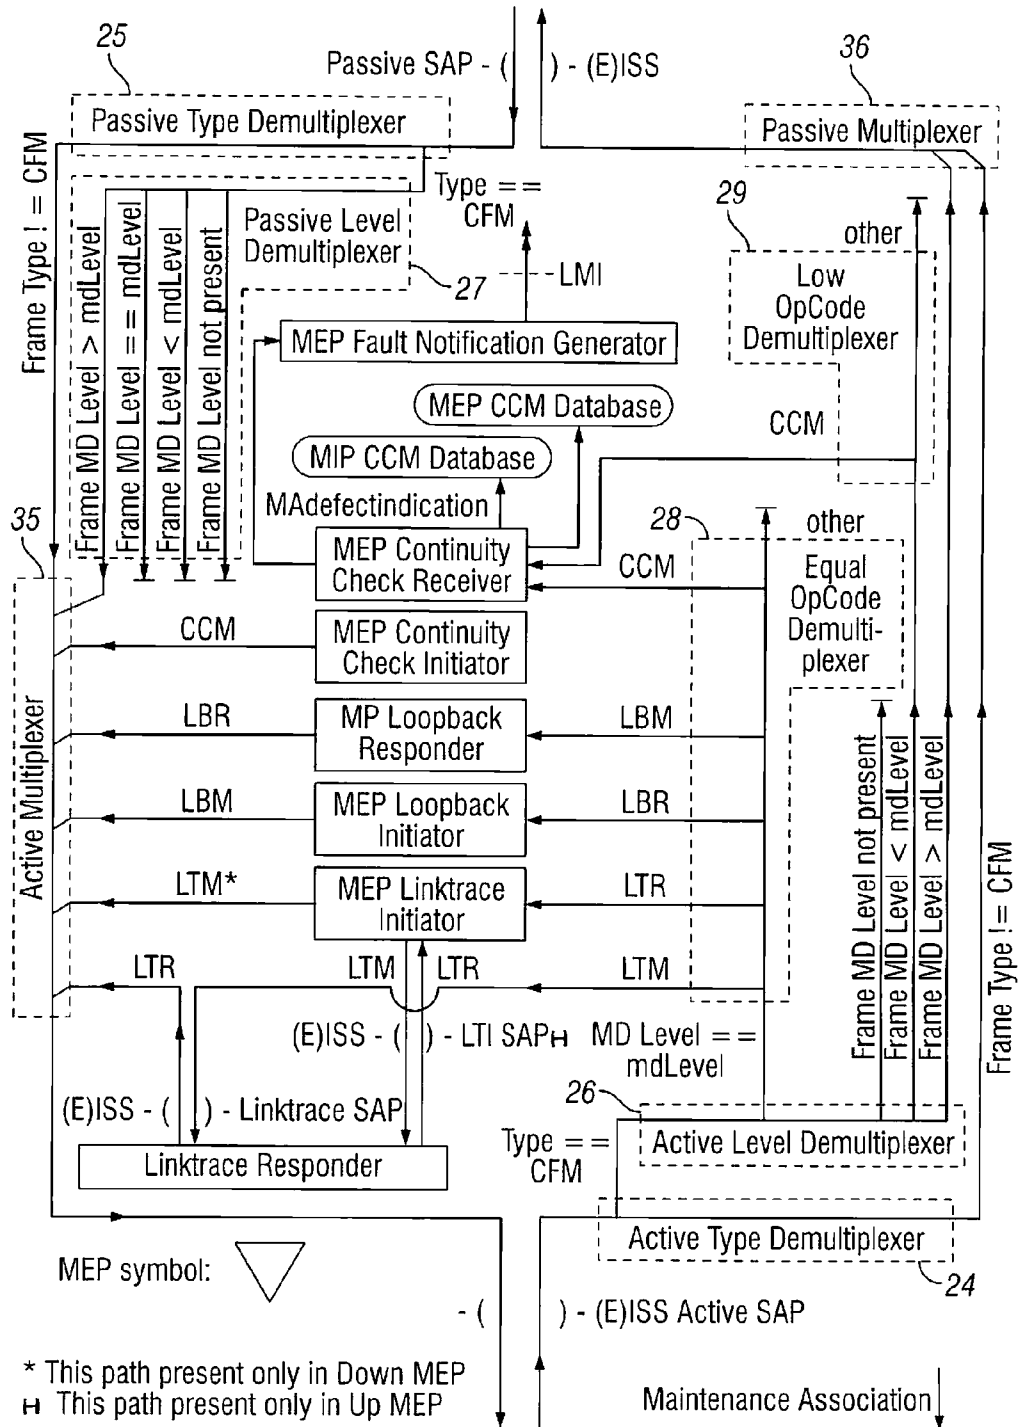 25
Passive SAP - ( ) - (E)ISS
36
Passive Type Demultiplexer
Passive Multiplexer
Frame Type ! = CFM
Type ==
CFM
Passive Level
Demultiplexer
27
Frame MD Level > mdLevel
Frame MD Level == mdLevel
Frame MD Level < mdLevel
Frame MD Level not present
LMI
29
other
Low
OpCode
Demultiplexer
MEP Fault Notification Generator
MEP CCM Database
CCM
MIP CCM Database
MAdefectindication
35
28
other
MEP Continuity
Check Receiver
CCM
Equal
OpCode
Demulti-
plexer
CCM
MEP Continuity
Check Initiator
Active Multiplexer
LBR
MP Loopback
Responder
LBM
LBM
MEP Loopback
Initiator
LBR
LTM*
MEP Linktrace
Initiator
LTR
LTR
LTM
LTR
LTM
Frame MD Level not present
Frame MD Level < mdLevel
Frame MD Level > mdLevel
Frame Type != CFM
(E)ISS - ( ) - LTI SAPH
MD Level ==
mdLevel
26
(E)ISS - ( ) - Linktrace SAP
Type ==
CFM
Active Level Demultiplexer
Linktrace Responder
Active Type Demultiplexer
24
MEP symbol:
- ( ) - (E)ISS Active SAP
* This path present only in Down MEP
H This path present only in Up MEP
Maintenance Association